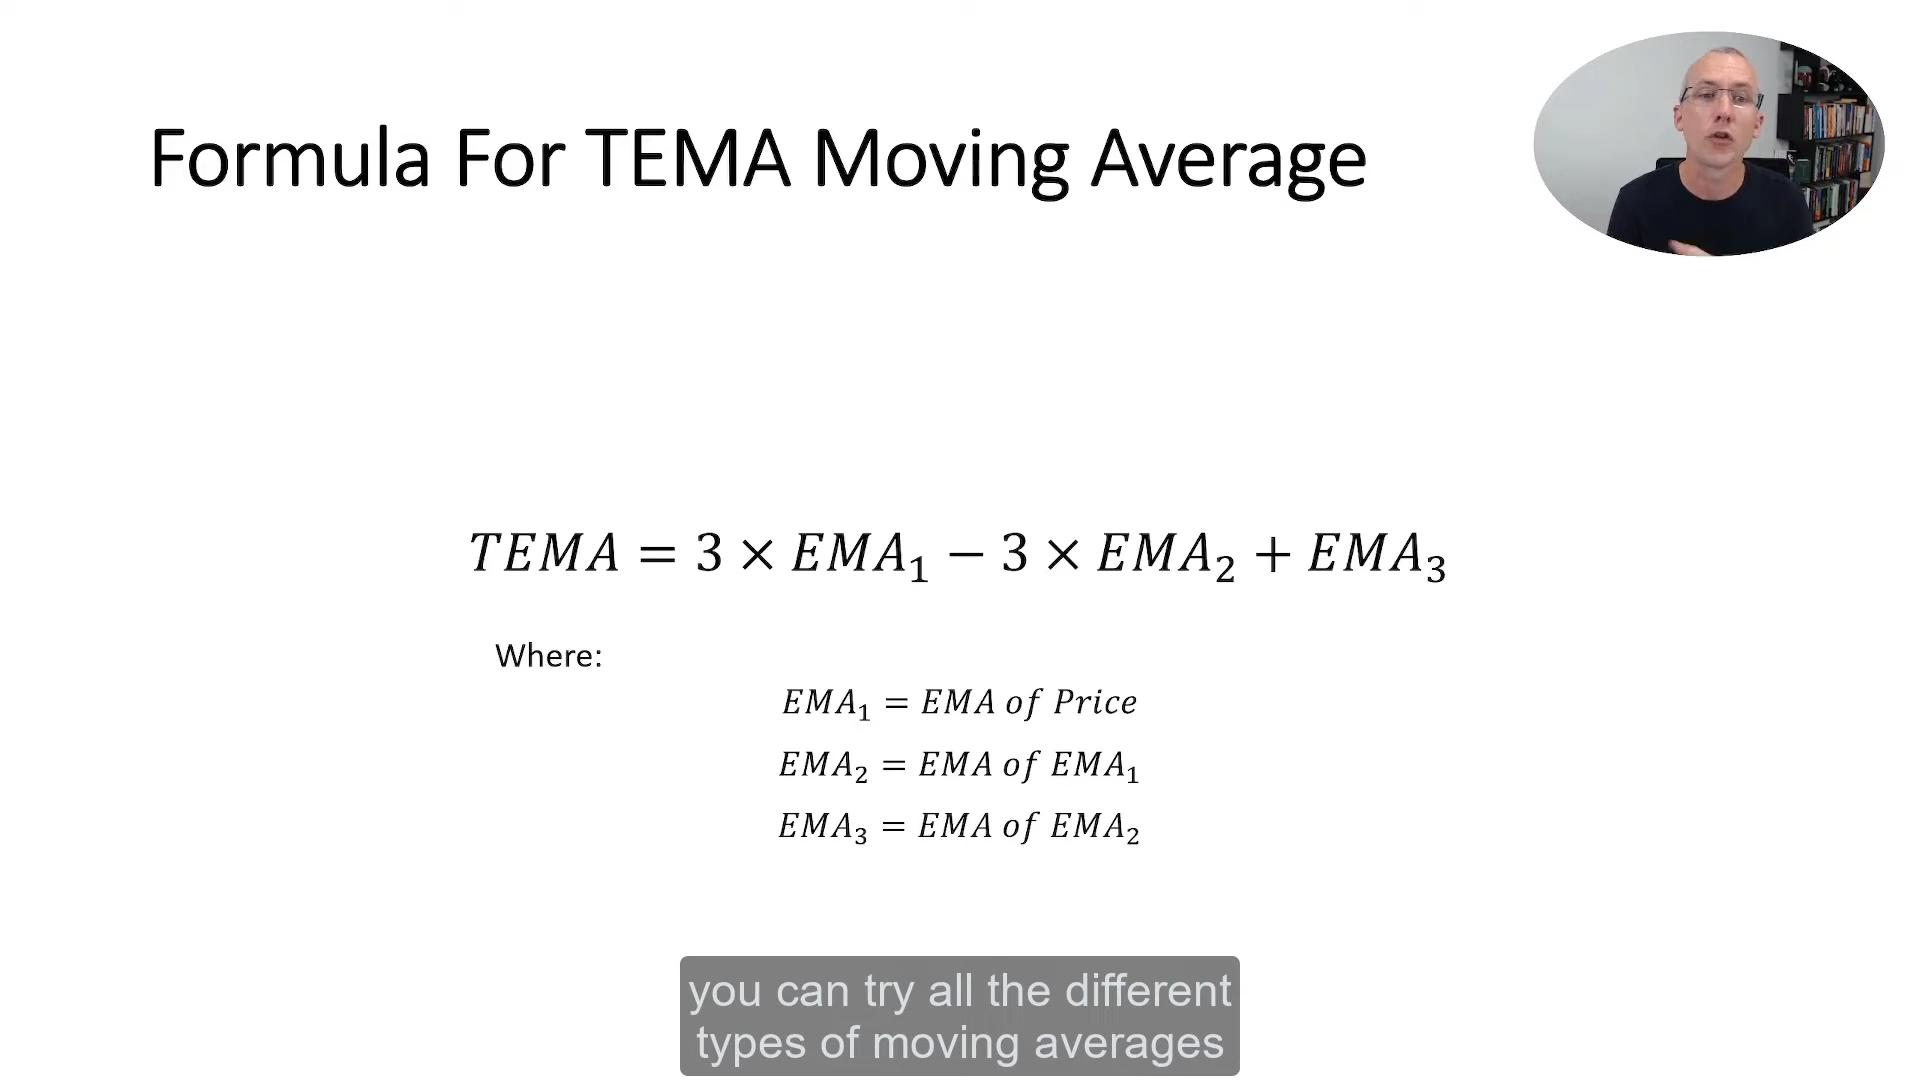 Formula For TEMA Moving Average
TEMA = 3 × EMA₁ − 3 × EMA₂ + EMA₃
Where:
EMA₁ = EMA of Price
EMA₂ = EMA of EMA₁
EMA₃ = EMA of EMA₂
you can try all the different
types of moving averages